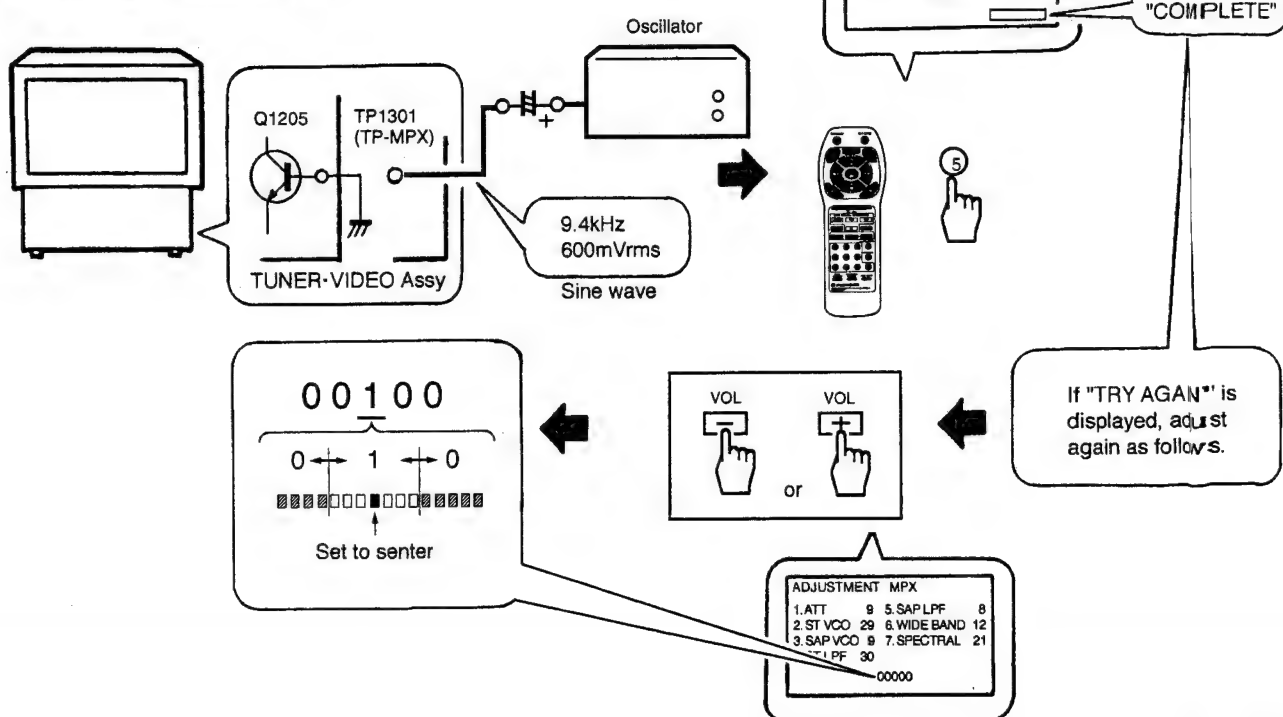 "COMPLETE"
Oscillator
Q1205
TP1301
(TP-MPX)
+
TUNER-VIDEO Assy
9.4kHz
600mVrms
Sine wave
5
If "TRY AGAN" is
displayed, adjust
again as follows.
VOL
−
or
VOL
+
00100
0 1 0
Set to senter
ADJUSTMENT MPX
1.ATT 9 5.SAP LPF 8
2.ST VCO 29 6.WIDE BAND 12
3.SAP VCO 9 7.SPECTRAL 21
ST LPF 30
00000